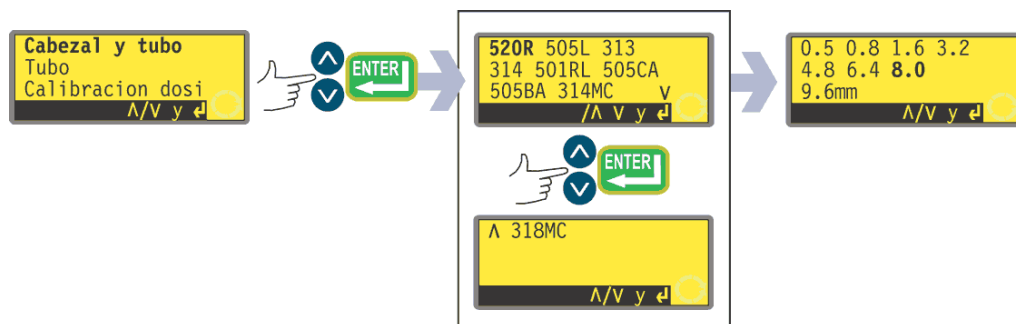 Cabezal y tubo
Tubo
Calibracion dosi
∧/∨ y ↲
ENTER
520R 505L 313
314 501RL 505CA
505BA 314MC ∨
/∧ ∨ y ↲
ENTER
∧ 318MC
∧/∨ y ↲
0.5 0.8 1.6 3.2
4.8 6.4 8.0
9.6mm
∧/∨ y ↲